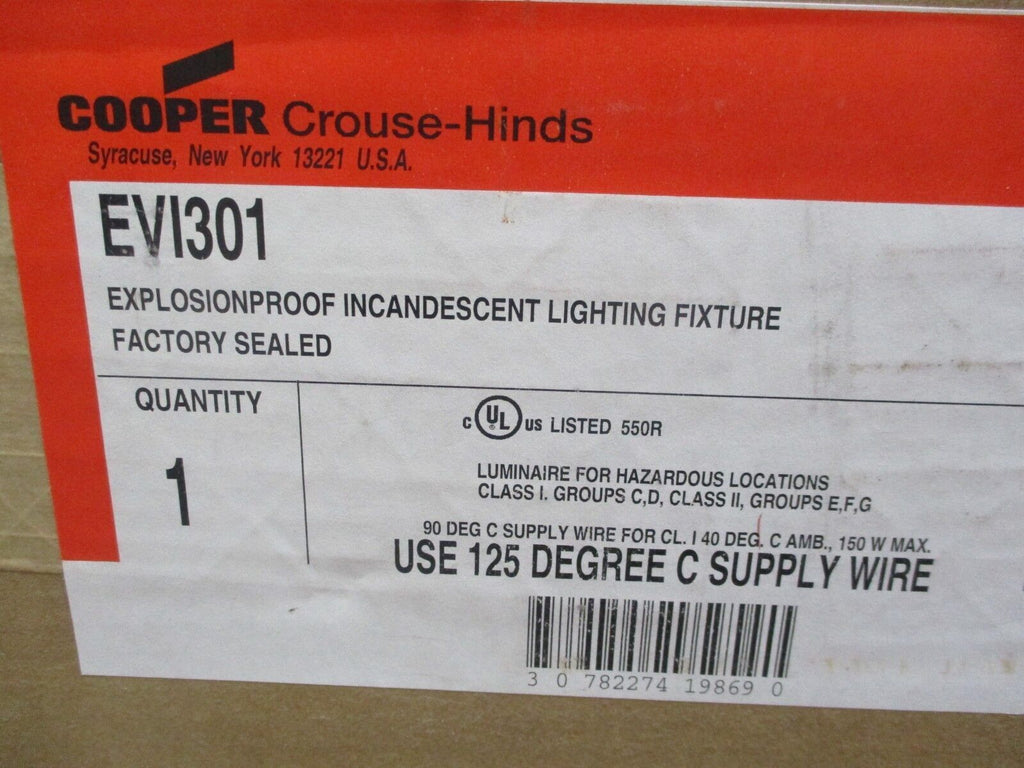 COOPER Crouse-Hinds
Syracuse, New York 13221 U.S.A.
EVI301
EXPLOSIONPROOF INCANDESCENT LIGHTING FIXTURE
FACTORY SEALED
QUANTITY
1
c UL ® us LISTED 550R
LUMINAIRE FOR HAZARDOUS LOCATIONS
CLASS I. GROUPS C,D, CLASS II, GROUPS E,F,G
90 DEG C SUPPLY WIRE FOR CL. I 40 DEG. C AMB., 150 W MAX.
USE 125 DEGREE C SUPPLY WIRE
3 0 782274 19869 0